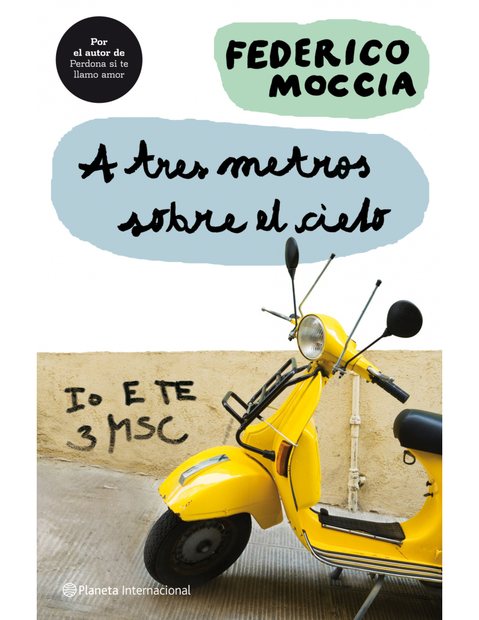 Por
el autor de
Perdona si te
llamo amor
FEDERICO
MOCCIA
A tres metros
sobre el cielo
Io E TE
3 MSC
Planeta Internacional